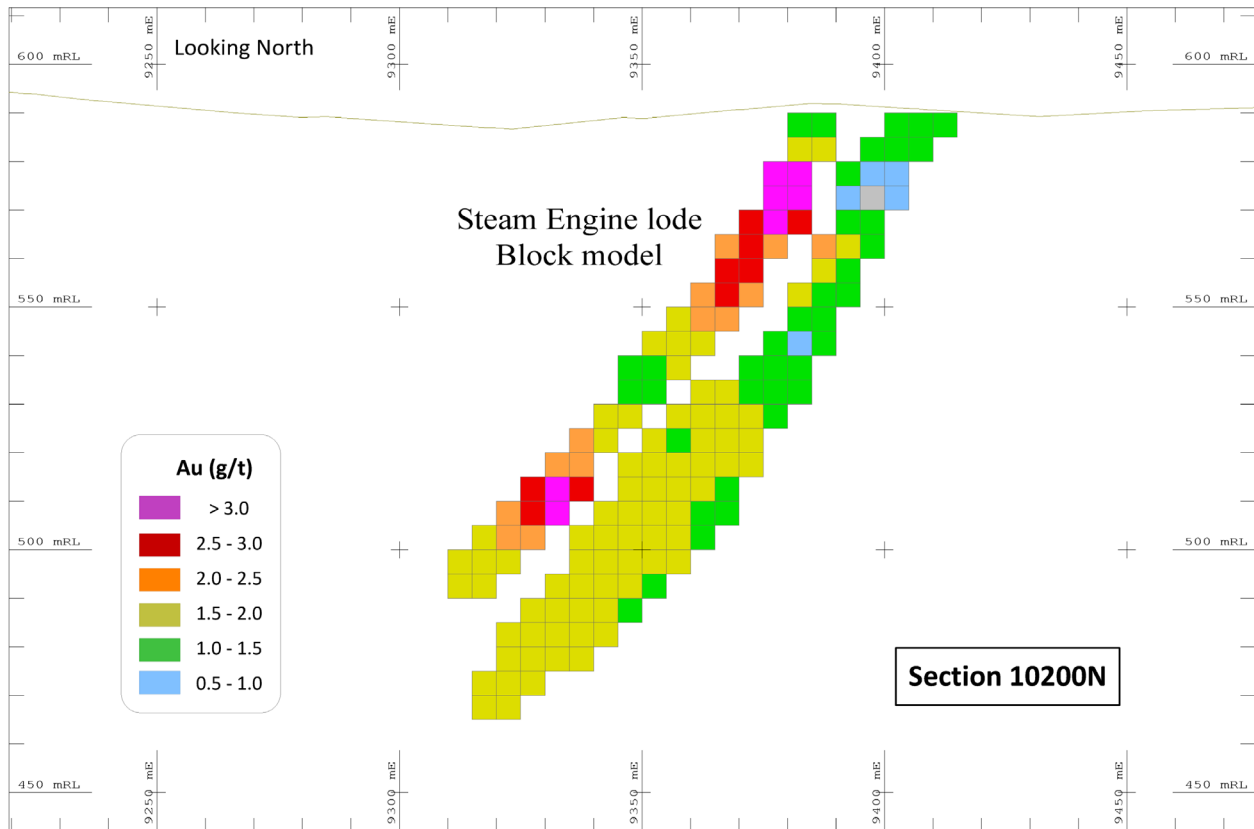 9250 mE
9300 mE
9350 mE
9400 mE
9450 mE
Looking North
600 mRL
600 mRL
Steam Engine lode
Block model
550 mRL
550 mRL
Au (g/t)
> 3.0
2.5 - 3.0
2.0 - 2.5
1.5 - 2.0
1.0 - 1.5
0.5 - 1.0
500 mRL
500 mRL
Section 10200N
450 mRL
450 mRL
9250 mE
9300 mE
9350 mE
9400 mE
9450 mE